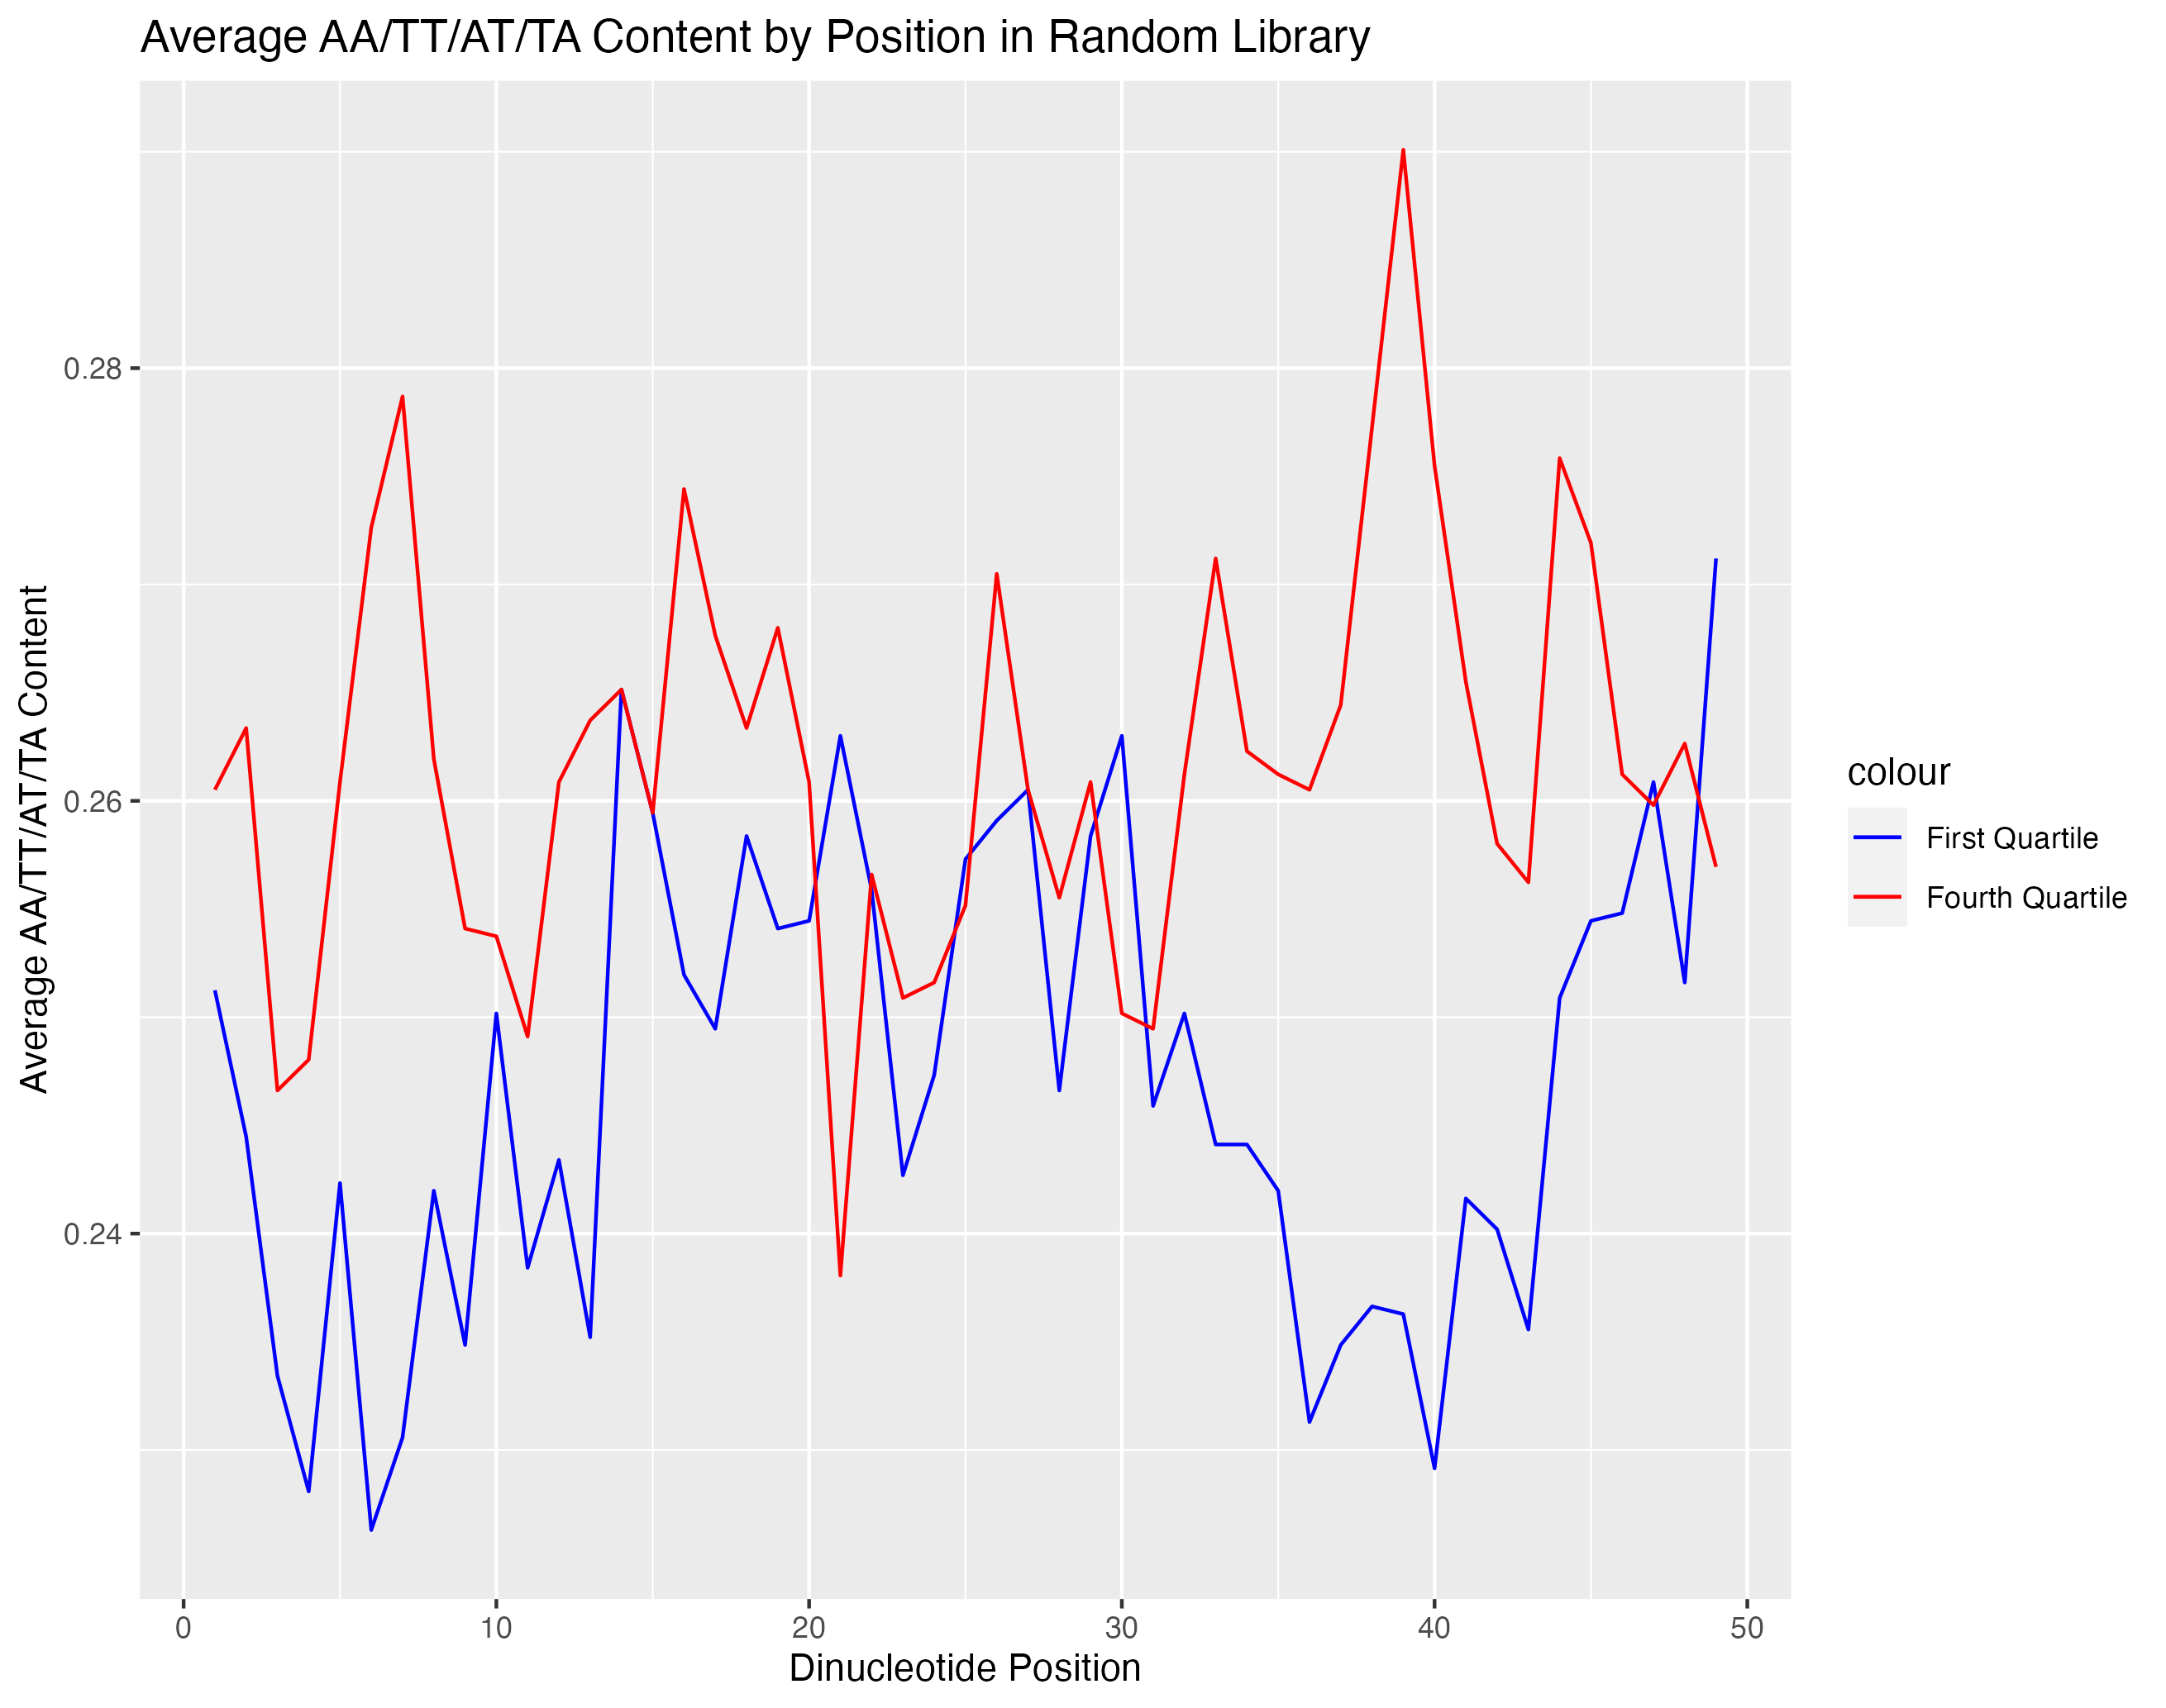 Average AA/TT/AT/TA Content by Position in Random Library
Average AA/TT/AT/TA Content
0.28
0.26
0.24
0
10
20
30
40
50
Dinucleotide Position
colour
First Quartile
Fourth Quartile